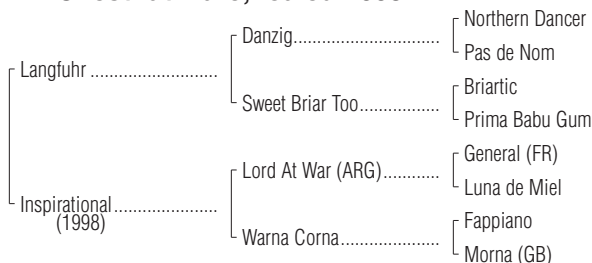 Northern Dancer
Danzig
Pas de Nom
Langfuhr
Briartic
Sweet Briar Too
Prima Babu Gum
General (FR)
Lord At War (ARG)
Luna de Miel
Inspirational
(1998)
Fappiano
Warna Corna
Morna (GB)